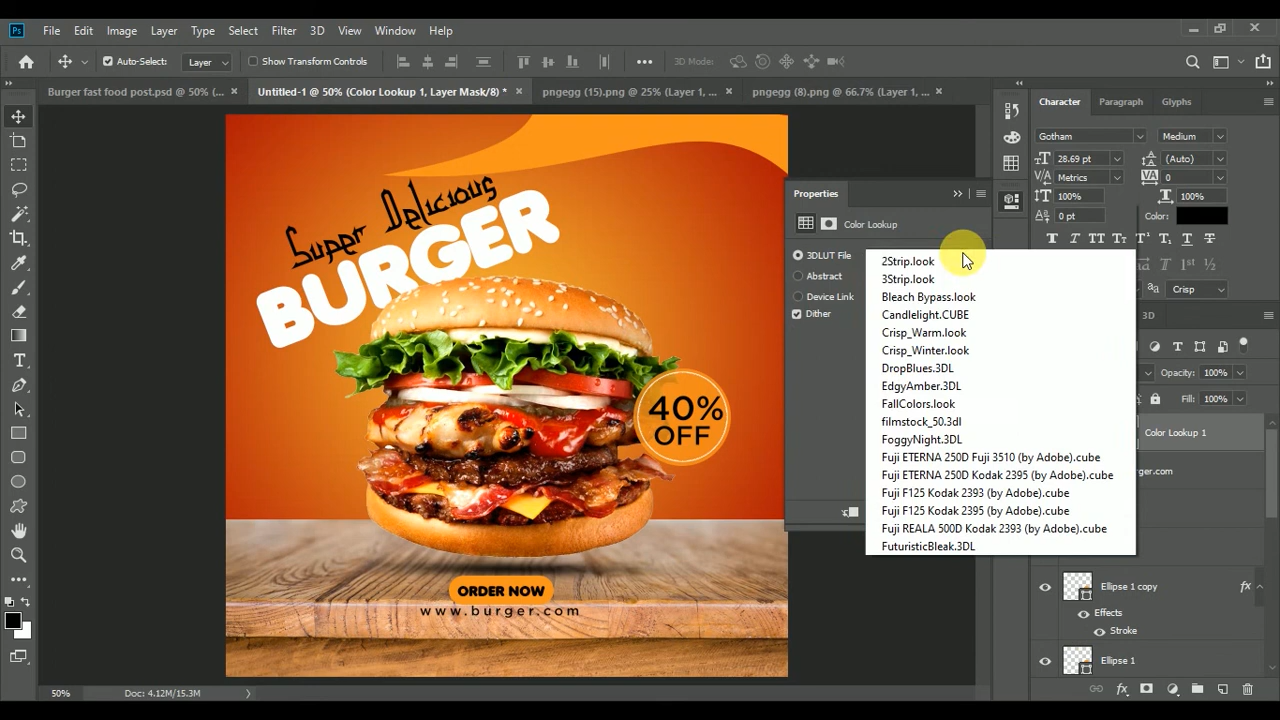 Ps File Edit Image Layer Type Select Filter 3D View Window Help
Auto-Select: Layer Show Transform Controls 3D Mode:
Burger fast food post.psd @ 50% (... Untitled-1 @ 50% (Color Lookup 1, Layer Mask/8) * pngegg (15).png @ 25% (Layer 1, ... pngegg (8).png @ 66.7% (Layer 1, ...
Character Paragraph Glyphs
Gotham Medium
28.69 pt (Auto)
Metrics 0
100% 100%
0 pt Color:
Crisp
3D
Opacity: 100%
Fill: 100%
Color Lookup 1
rger.com
Ellipse 1 copy
Effects
Stroke
Ellipse 1
Properties
Color Lookup
3DLUT File
Abstract
Device Link
Dither
2Strip.look
3Strip.look
Bleach Bypass.look
Candlelight.CUBE
Crisp_Warm.look
Crisp_Winter.look
DropBlues.3DL
EdgyAmber.3DL
FallColors.look
filmstock_50.3dl
FoggyNight.3DL
Fuji ETERNA 250D Fuji 3510 (by Adobe).cube
Fuji ETERNA 250D Kodak 2395 (by Adobe).cube
Fuji F125 Kodak 2393 (by Adobe).cube
Fuji F125 Kodak 2395 (by Adobe).cube
Fuji REALA 500D Kodak 2393 (by Adobe).cube
FuturisticBleak.3DL
Super Delicious
BURGER
40%
OFF
ORDER NOW
www.burger.com
50% Doc: 4.12M/15.3M